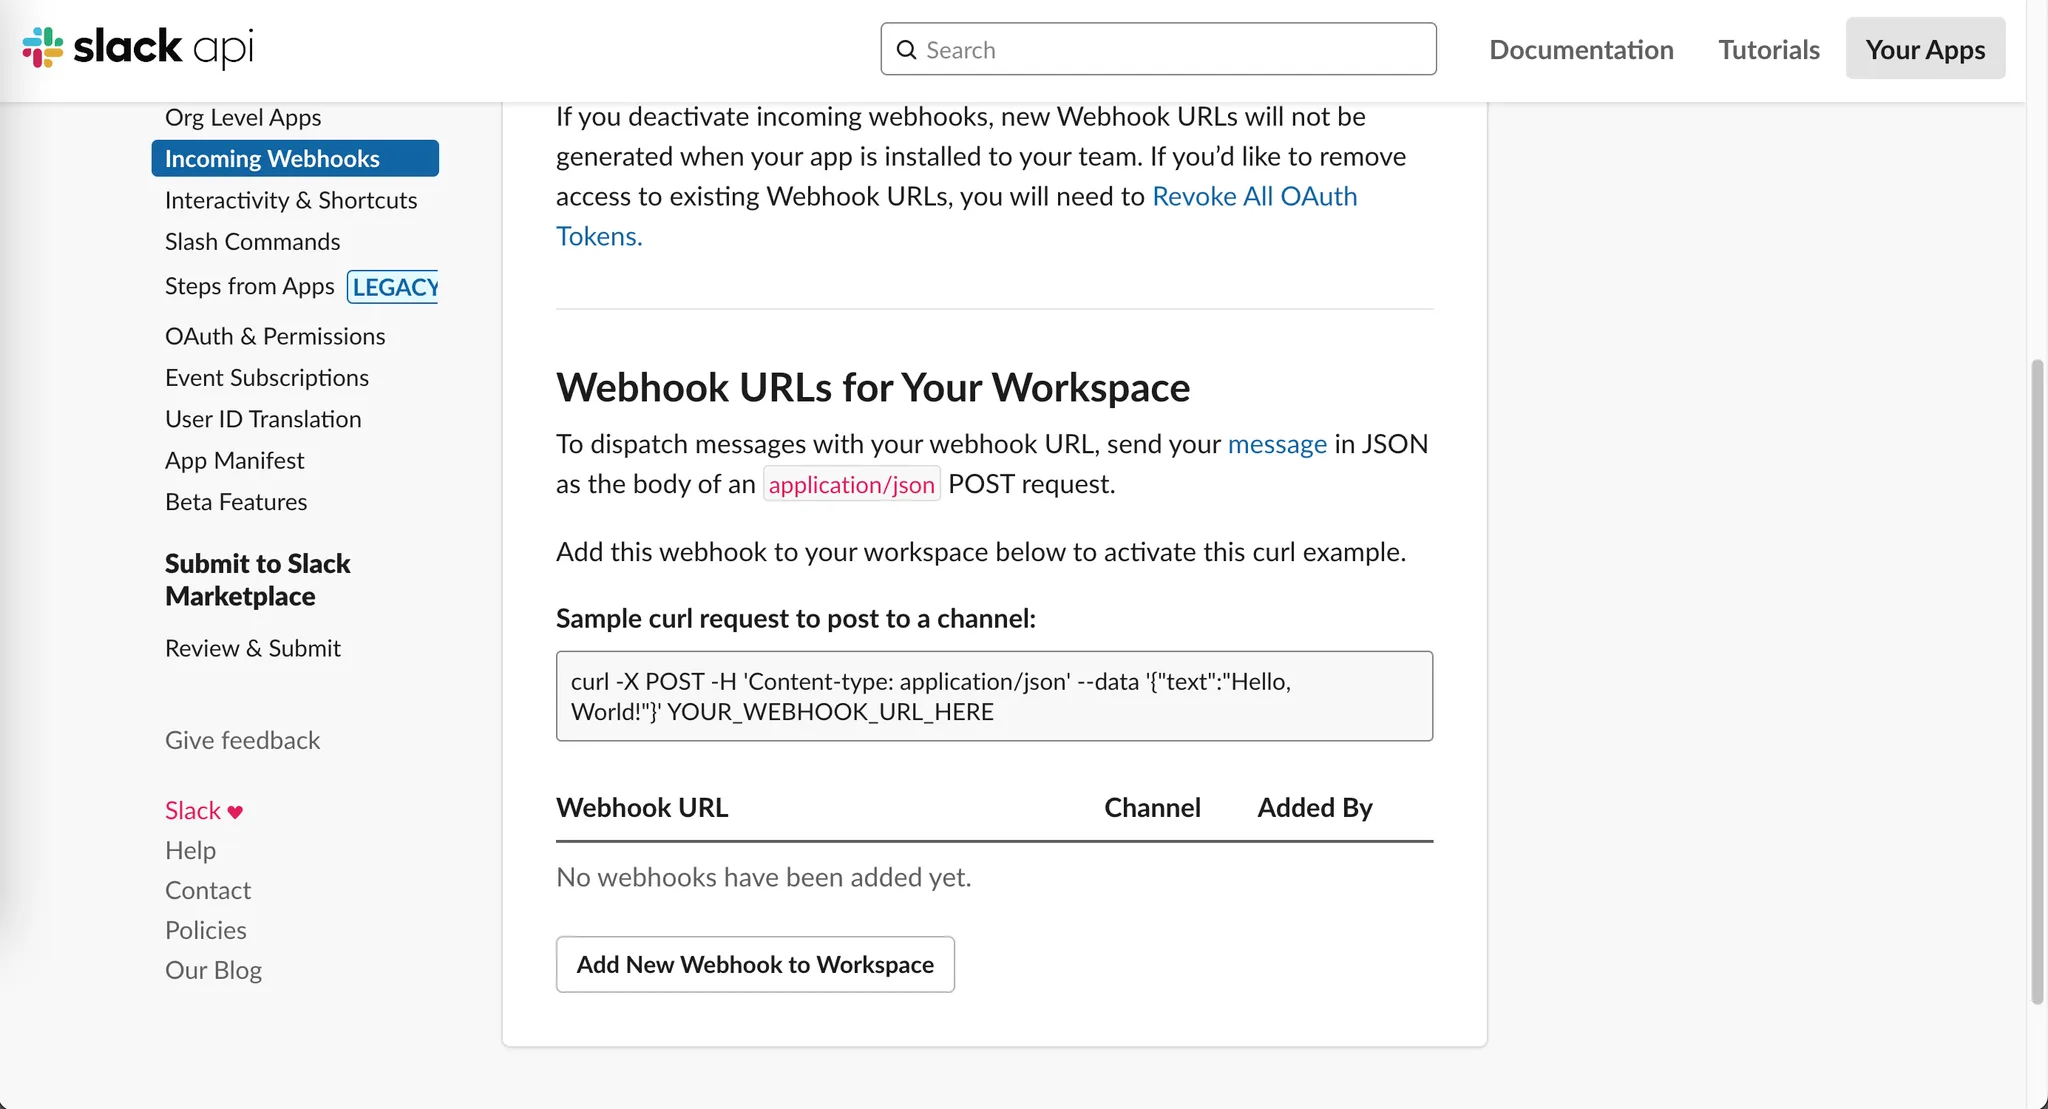 slack api
Search
Documentation
Tutorials
Your Apps
Org Level Apps
Incoming Webhooks
Interactivity & Shortcuts
Slash Commands
Steps from Apps LEGACY
OAuth & Permissions
Event Subscriptions
User ID Translation
App Manifest
Beta Features
Submit to Slack
Marketplace
Review & Submit
Give feedback
Slack ♥
Help
Contact
Policies
Our Blog
If you deactivate incoming webhooks, new Webhook URLs will not be
generated when your app is installed to your team. If you’d like to remove
access to existing Webhook URLs, you will need to Revoke All OAuth
Tokens.
Webhook URLs for Your Workspace
To dispatch messages with your webhook URL, send your message in JSON
as the body of an application/json POST request.
Add this webhook to your workspace below to activate this curl example.
Sample curl request to post to a channel:
curl -X POST -H 'Content-type: application/json' --data '{"text":"Hello,
World!"}' YOUR_WEBHOOK_URL_HERE
Webhook URL Channel Added By
No webhooks have been added yet.
Add New Webhook to Workspace